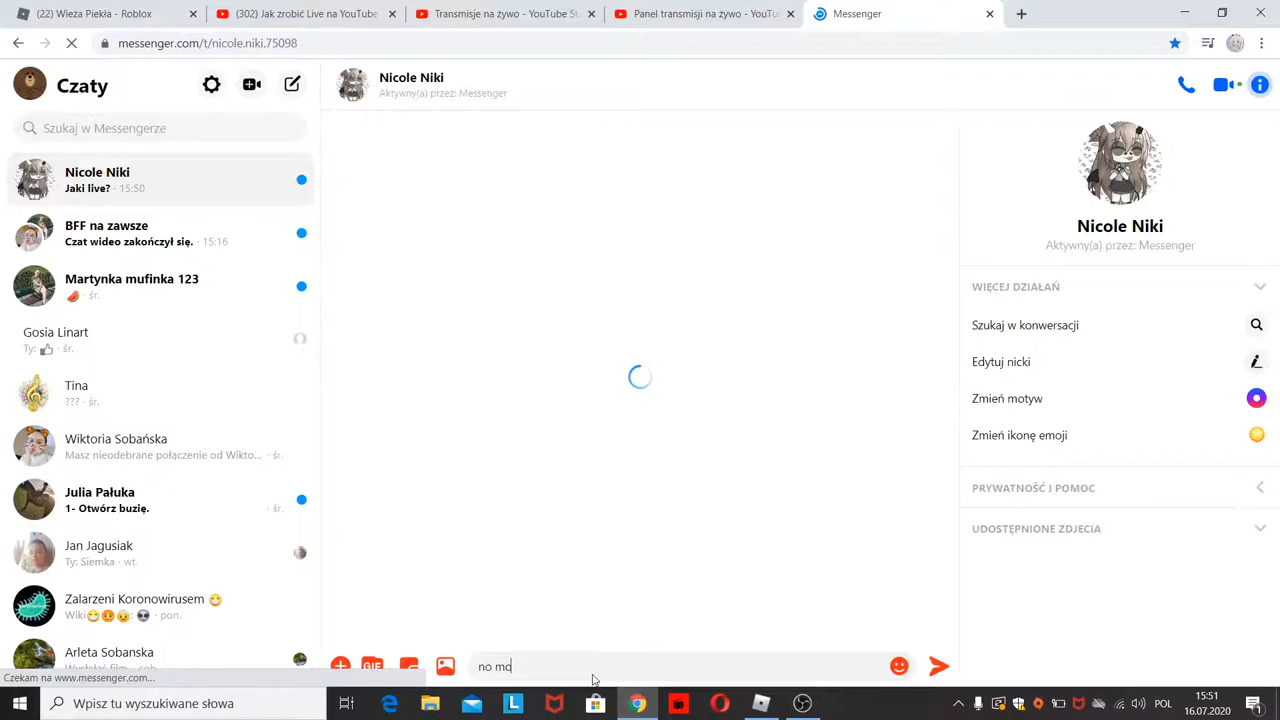 (22) Wieża Piekła - Roblox
(302) Jak zrobić Live na YouTube
Transmisje na żywo - YouTube Stu
Panel transmisji na żywo - YouTu
Messenger
messenger.com/t/nicole.niki.75098
Czaty
Szukaj w Messengerze
Nicole Niki
Jaki live? · 15:50
BFF na zawsze
Czat wideo zakończył się. · 15:16
Martynka mufinka 123
🍉 · śr.
Gosia Linart
Ty: 👍 · śr.
Tina
??? · śr.
Wiktoria Sobańska
Masz nieodebrane połączenie od Wikto... · śr.
Julia Pałuka
1- Otwórz buzię. · śr.
Jan Jagusiak
Ty: Siemka · wt.
Zalarzeni Koronowirusem 😁
Wiki😁😡🤢: 👽 · pon.
Arleta Sobanska
Wysłałaś film · sob.
Czekam na www.messenger.com...
Nicole Niki
Aktywny(a) przez: Messenger
GIF
no mo
Nicole Niki
Aktywny(a) przez: Messenger
WIĘCEJ DZIAŁAŃ
Szukaj w konwersacji
Edytuj nicki
Zmień motyw
Zmień ikonę emoji
PRYWATNOŚĆ I POMOC
UDOSTĘPNIONE ZDJĘCIA
Wpisz tu wyszukiwane słowa
L
POL
15:51
16.07.2020
1